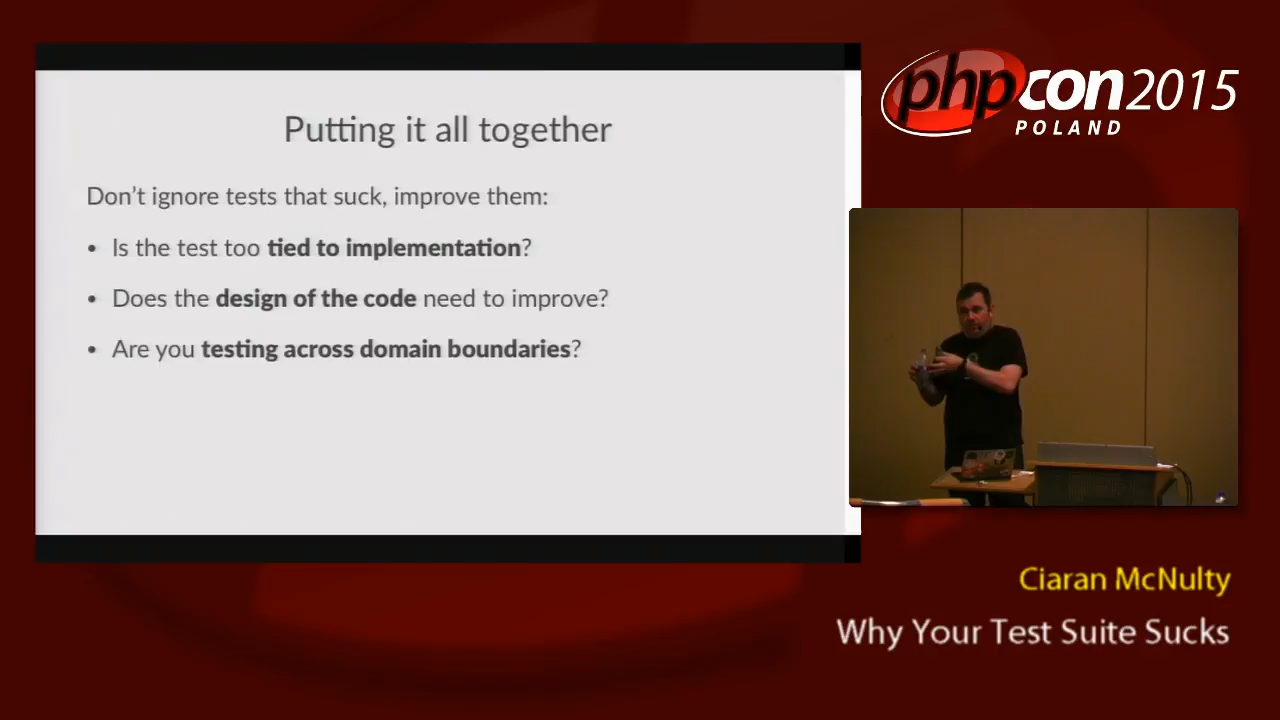 Putting it all together
Don't ignore tests that suck, improve them:
• Is the test too tied to implementation?
• Does the design of the code need to improve?
• Are you testing across domain boundaries?
phpcon2015
POLAND
Ciaran McNulty
Why Your Test Suite Sucks